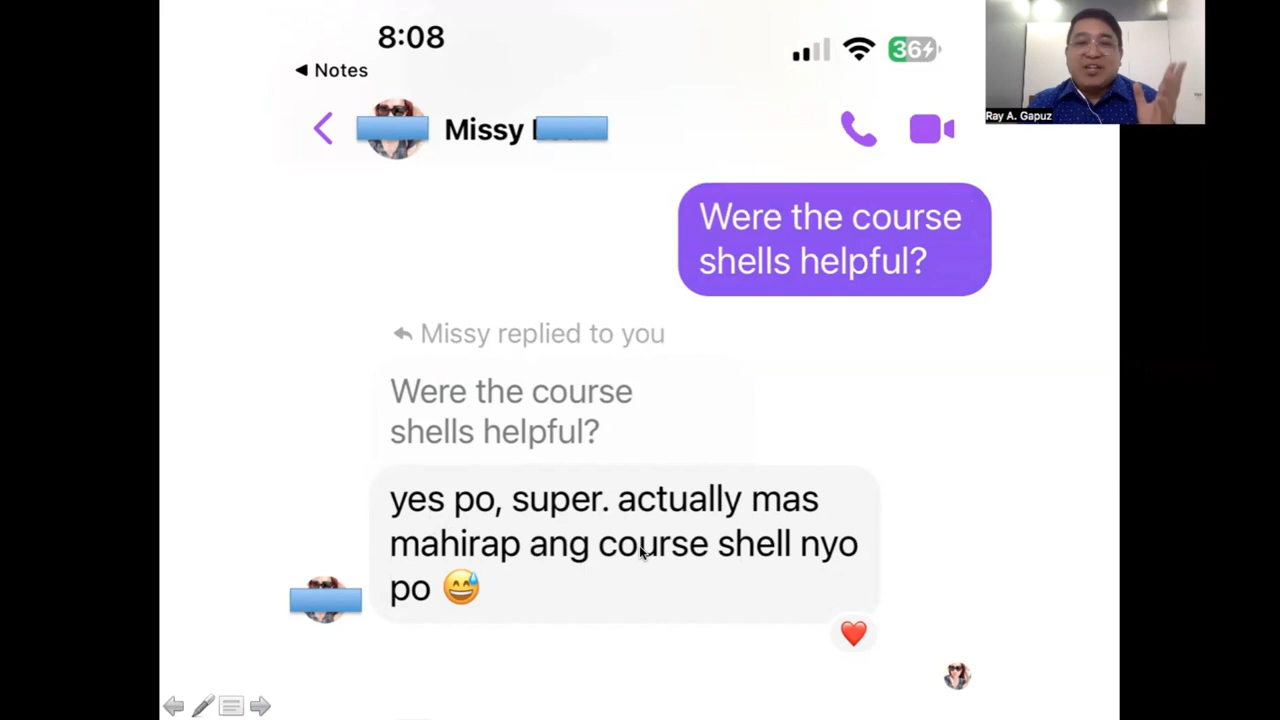 8:08
36
Notes
Ray A. Gapuz
Missy
Were the course
shells helpful?
Missy replied to you
Were the course
shells helpful?
yes po, super. actually mas
mahirap ang course shell nyo
po 😅